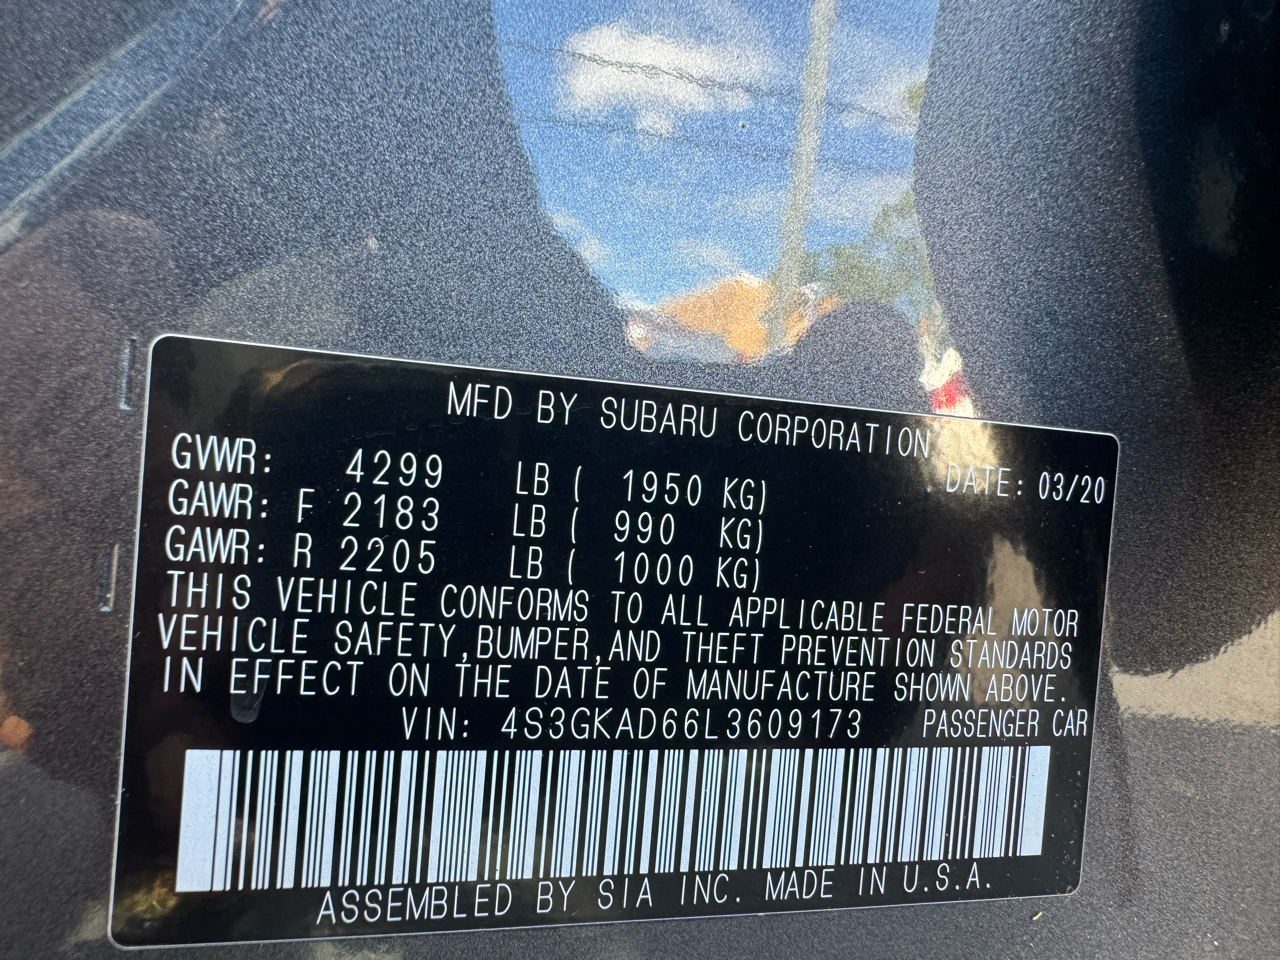 MFD BY SUBARU CORPORATION
GVWR: 4299 LB ( 1950 KG) DATE: 03/20
GAWR: F 2183 LB ( 990 KG)
GAWR: R 2205 LB ( 1000 KG)
THIS VEHICLE CONFORMS TO ALL APPLICABLE FEDERAL MOTOR
VEHICLE SAFETY,BUMPER,AND THEFT PREVENTION STANDARDS
IN EFFECT ON THE DATE OF MANUFACTURE SHOWN ABOVE.
VIN: 4S3GKAD66L3609173 PASSENGER CAR
ASSEMBLED BY SIA INC. MADE IN U.S.A.